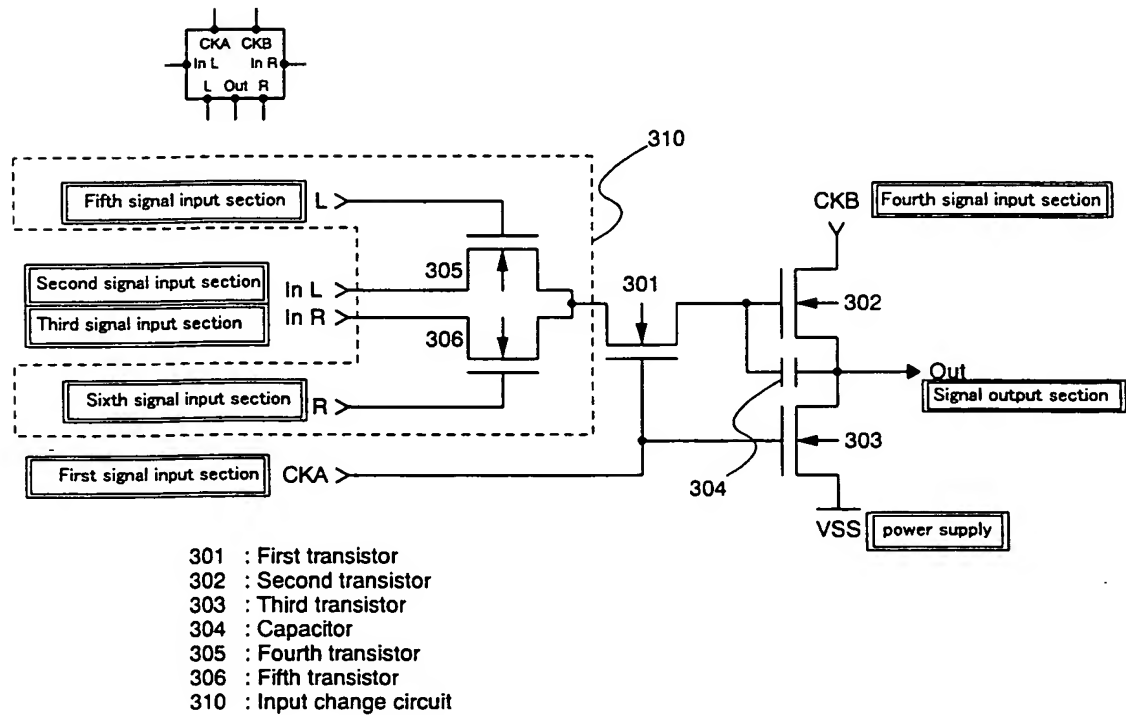 CKA CKB
In L In R
L Out R
310
Fifth signal input section L
CKB Fourth signal input section
305
301
Second signal input section In L
302
Third signal input section In R
306
Out
Signal output section
Sixth signal input section R
303
First signal input section CKA
304
VSS power supply
301 : First transistor
302 : Second transistor
303 : Third transistor
304 : Capacitor
305 : Fourth transistor
306 : Fifth transistor
310 : Input change circuit